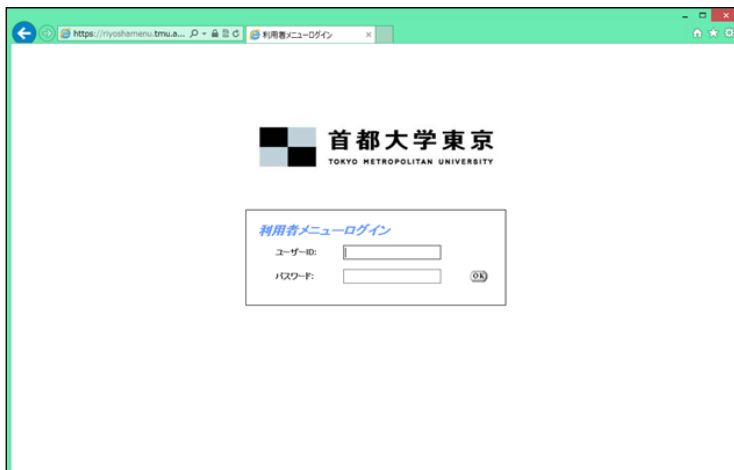 https://riyoshamenu.tmu.a...
利用者メニューログイン
首都大学東京
TOKYO METROPOLITAN UNIVERSITY
利用者メニューログイン
ユーザーID:
パスワード:
OK